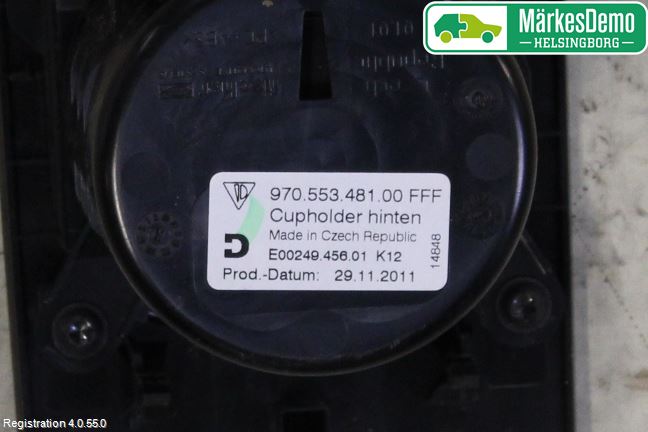 MärkesDemo
HELSINGBORG
970.553.481.00 FFF
Cupholder hinten
Made in Czech Republic
E00249.456.01 K12
Prod.-Datum: 29.11.2011
14848
Registration 4.0.55.0